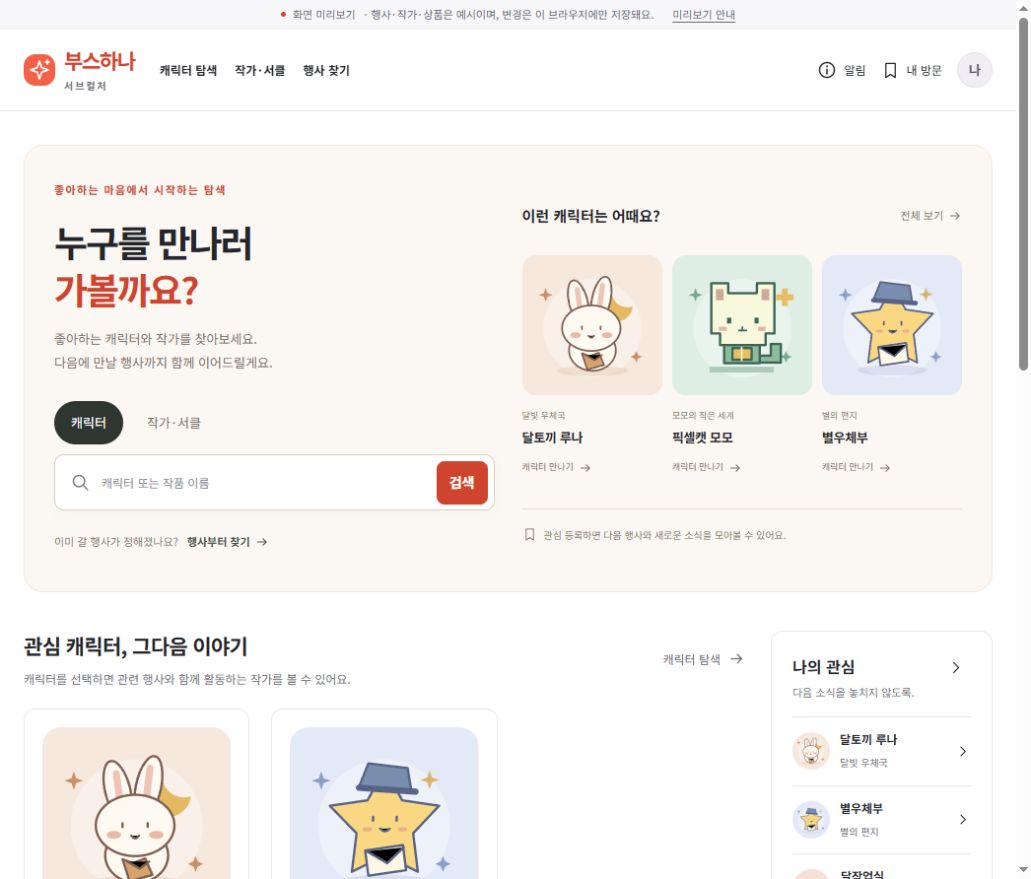 화면 미리보기 · 행사·작가·상품은 예시이며, 변경은 이 브라우저에만 저장돼요. 미리보기 안내
부스하나
서브컬처
캐릭터 탐색 작가·서클 행사 찾기
알림 내 방문 나
좋아하는 마음에서 시작하는 탐색
누구를 만나러
가볼까요?
좋아하는 캐릭터와 작가를 찾아보세요.
다음에 만날 행사까지 함께 이어드릴게요.
캐릭터 작가·서클
캐릭터 또는 작품 이름 검색
이미 갈 행사가 정해졌나요? 행사부터 찾기 →
이런 캐릭터는 어때요? 전체 보기 →
달빛 우체국
달토끼 루나
캐릭터 만나기 →
모모의 작은 세계
픽셀캣 모모
캐릭터 만나기 →
별의 편지
별우체부
캐릭터 만나기 →
관심 등록하면 다음 행사와 새로운 소식을 모아볼 수 있어요.
관심 캐릭터, 그다음 이야기
캐릭터를 선택하면 관련 행사와 함께 활동하는 작가를 볼 수 있어요.
캐릭터 탐색 →
나의 관심
다음 소식을 놓치지 않도록.
달토끼 루나
달빛 우체국
별우체부
별의 편지